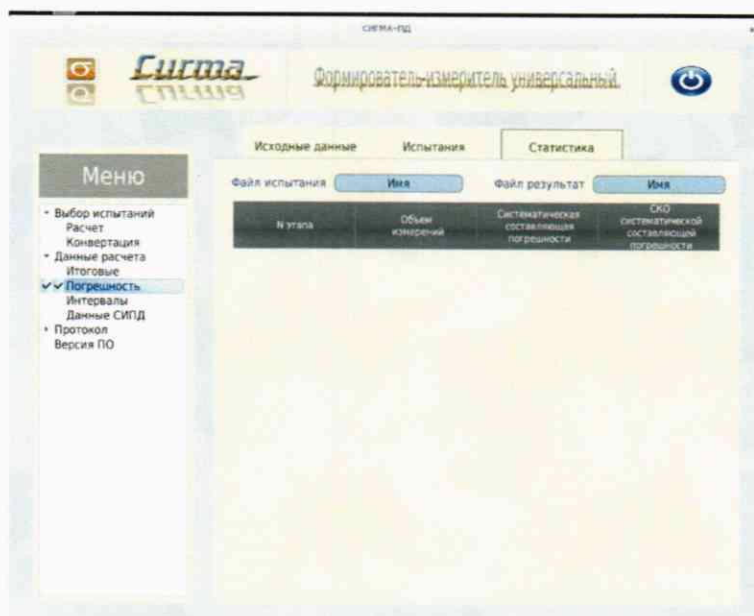 СИГМА-ПД
σ Сигма Формирователь-измеритель универсальный.
Исходные данные Испытания Статистика
Меню
Файл испытания Имя Файл результат Имя
N этапа Объем измерений Систематическая составляющая погрешности СКО систематической составляющей погрешности
Выбор испытаний
Расчет
Конвертация
Данные расчета
Итоговые
Погрешность
Интервалы
Данные СИПД
Протокол
Версия ПО